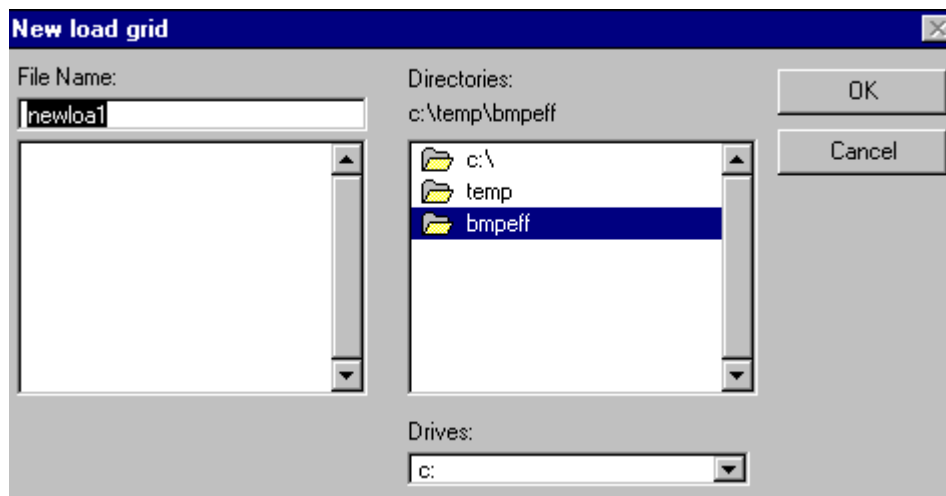 New load grid
File Name:
newloa1
Directories:
c:\temp\bmpeff
c:\
temp
bmpeff
OK
Cancel
Drives:
c: